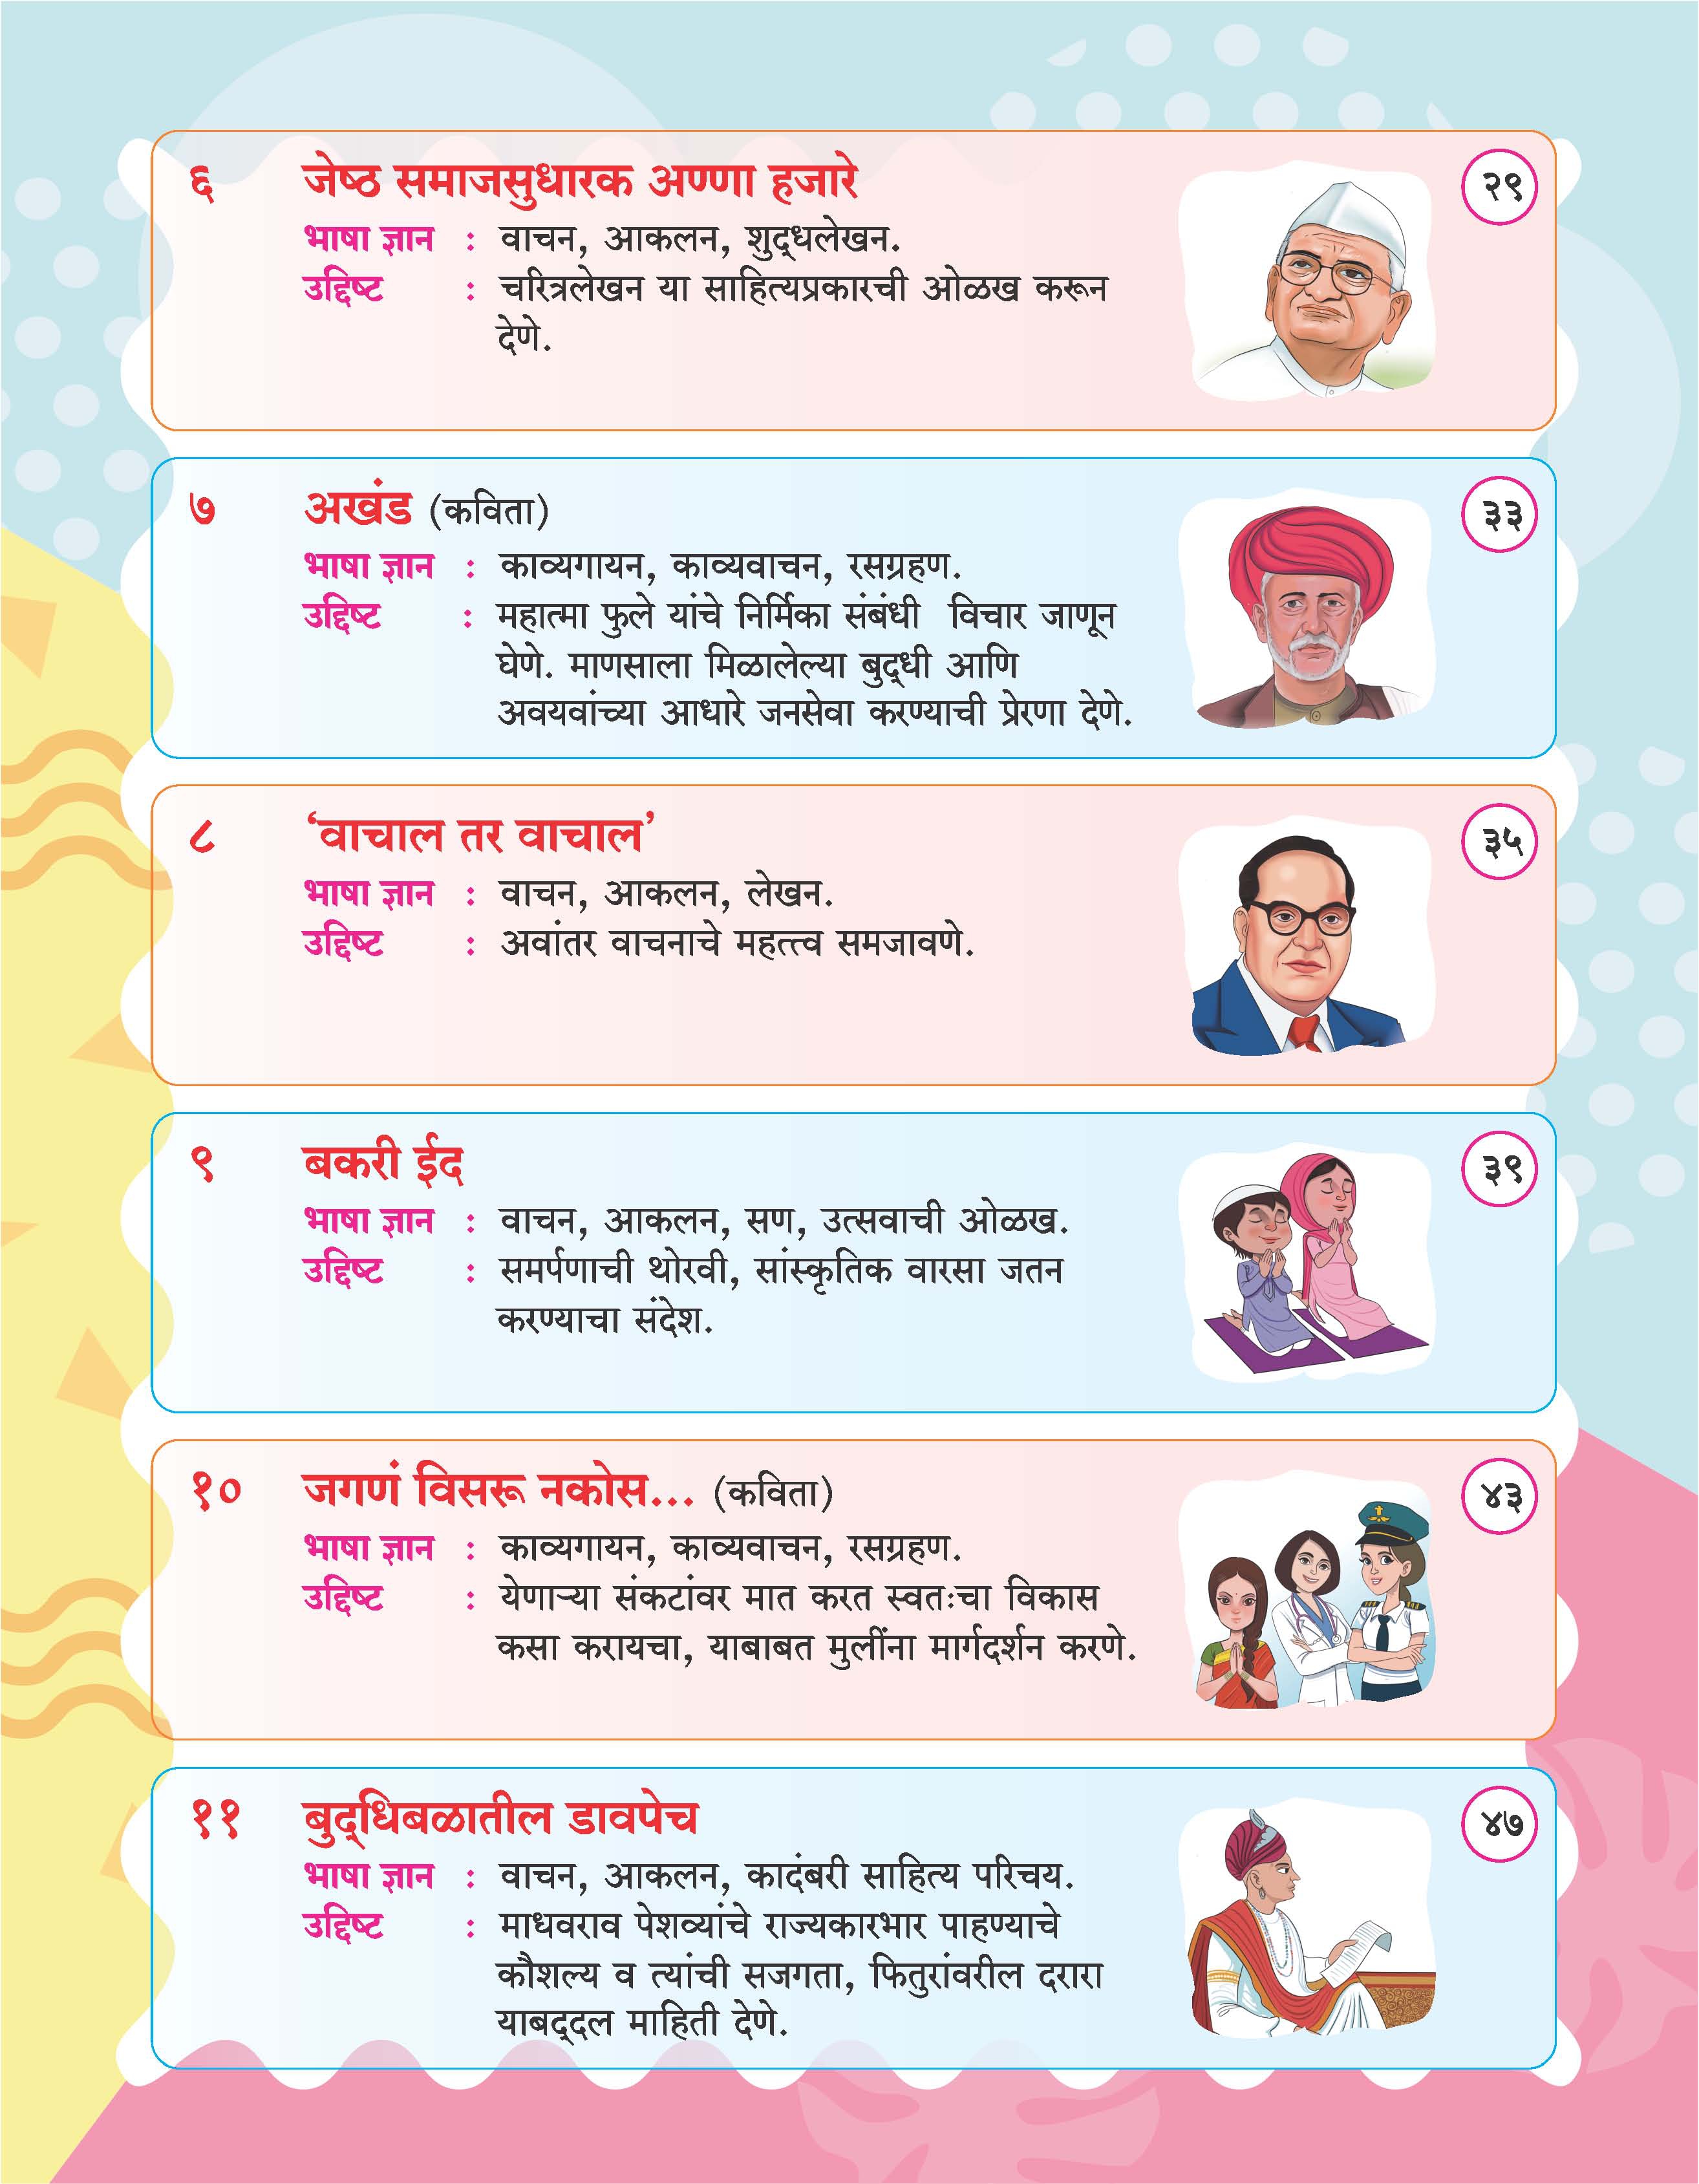 ६ जेष्ठ समाजसुधारक अण्णा हजारे २९
भाषा ज्ञान : वाचन, आकलन, शुद्धलेखन.
उद्दिष्ट : चरित्रलेखन या साहित्यप्रकारची ओळख करून
देणे.
७ अखंड (कविता) ३३
भाषा ज्ञान : काव्यगायन, काव्यवाचन, रसग्रहण.
उद्दिष्ट : महात्मा फुले यांचे निर्मिका संबंधी विचार जाणून
घेणे. माणसाला मिळालेल्या बुद्धी आणि
अवयवांच्या आधारे जनसेवा करण्याची प्रेरणा देणे.
८ ‘वाचाल तर वाचाल’ ३५
भाषा ज्ञान : वाचन, आकलन, लेखन.
उद्दिष्ट : अवांतर वाचनाचे महत्त्व समजावणे.
९ बकरी ईद ३९
भाषा ज्ञान : वाचन, आकलन, सण, उत्सवाची ओळख.
उद्दिष्ट : समर्पणाची थोरवी, सांस्कृतिक वारसा जतन
करण्याचा संदेश.
१० जगणं विसरू नकोस... (कविता) ४३
भाषा ज्ञान : काव्यगायन, काव्यवाचन, रसग्रहण.
उद्दिष्ट : येणाऱ्या संकटांवर मात करत स्वतःचा विकास
कसा करायचा, याबाबत मुलींना मार्गदर्शन करणे.
११ बुद्धिबळातील डावपेच ४७
भाषा ज्ञान : वाचन, आकलन, कादंबरी साहित्य परिचय.
उद्दिष्ट : माधवराव पेशव्यांचे राज्यकारभार पाहण्याचे
कौशल्य व त्यांची सजगता, फितुरांवरील दरारा
याबद्दल माहिती देणे.